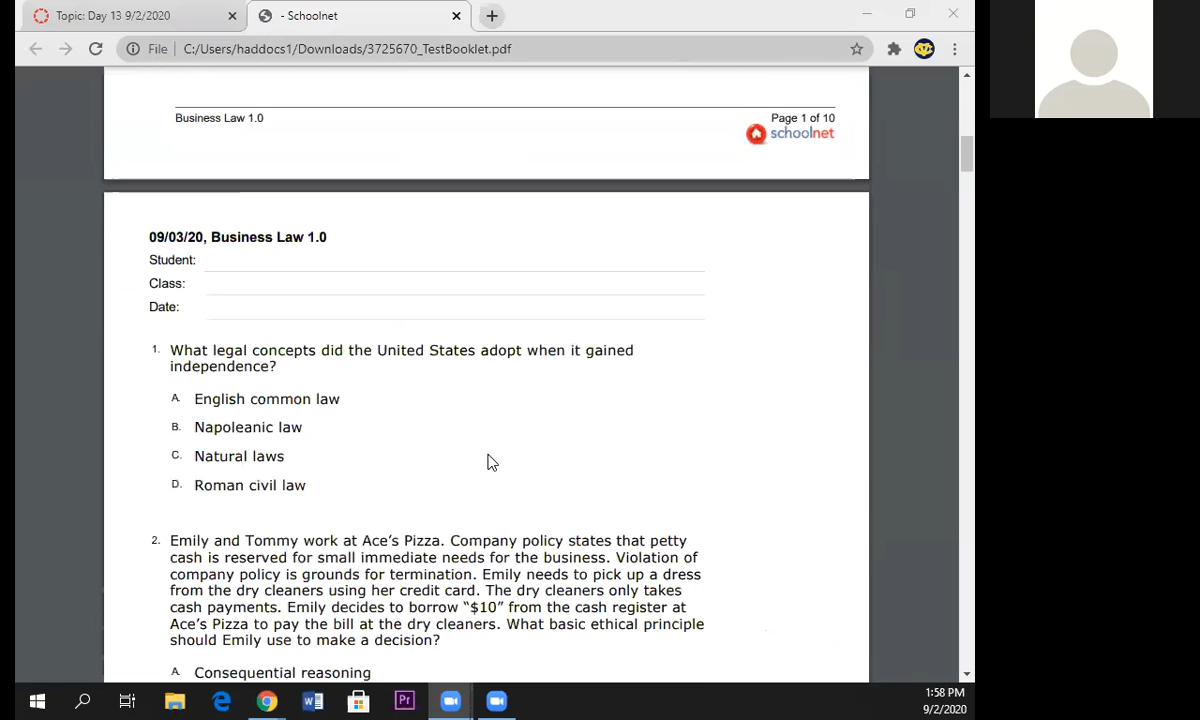 Topic: Day 13 9/2/2020
- Schoolnet
File
C:/Users/haddocs1/Downloads/3725670_TestBooklet.pdf
Business Law 1.0
Page 1 of 10
schoolnet
09/03/20, Business Law 1.0
Student:
Class:
Date:
1. What legal concepts did the United States adopt when it gained
independence?
A. English common law
B. Napoleanic law
C. Natural laws
D. Roman civil law
2. Emily and Tommy work at Ace's Pizza. Company policy states that petty
cash is reserved for small immediate needs for the business. Violation of
company policy is grounds for termination. Emily needs to pick up a dress
from the dry cleaners using her credit card. The dry cleaners only takes
cash payments. Emily decides to borrow "$10" from the cash register at
Ace's Pizza to pay the bill at the dry cleaners. What basic ethical principle
should Emily use to make a decision?
A. Consequential reasoning
Pr
1:58 PM
9/2/2020